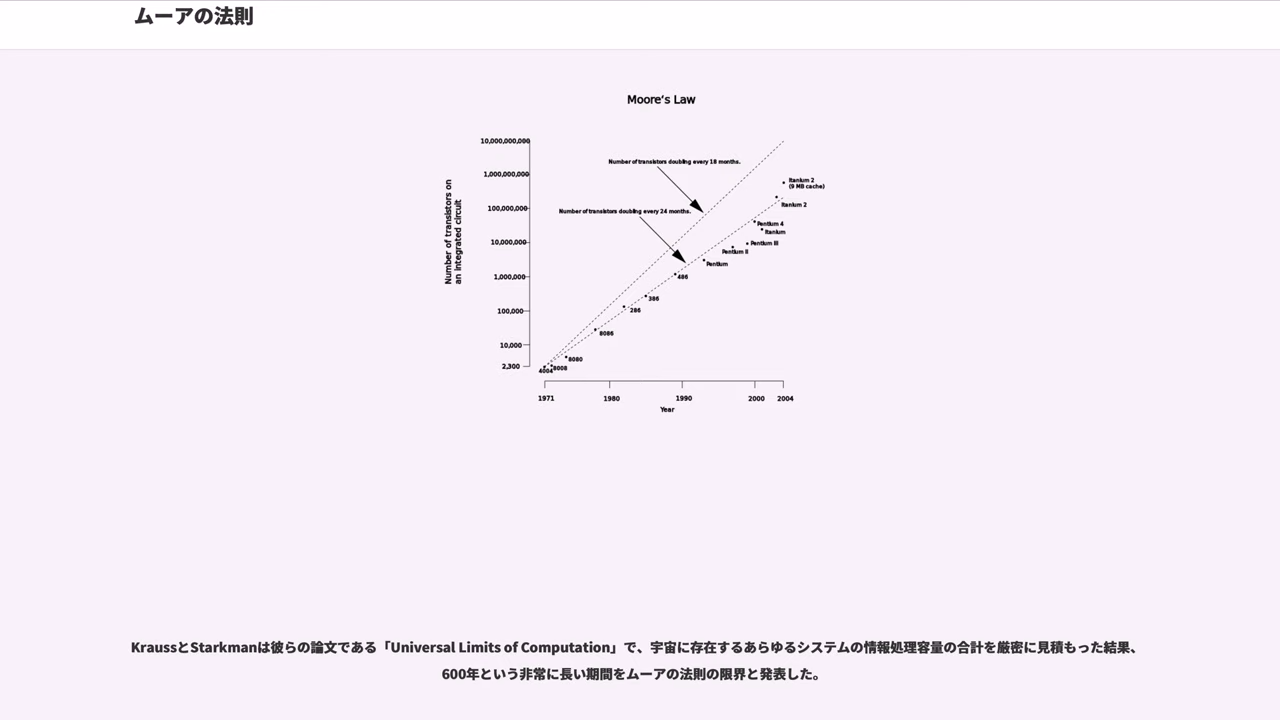 ムーアの法則
Moore's Law
10,000,000,000
1,000,000,000
100,000,000
10,000,000
1,000,000
100,000
10,000
2,300
Number of transistors on
an integrated circuit
Number of transistors doubling every 18 months.
Number of transistors doubling every 24 months.
Itanium 2
(9 MB cache)
Itanium 2
Pentium 4
Itanium
Pentium III
Pentium II
Pentium
486
386
286
8086
8080
8008
4004
1971
1980
1990
2000
2004
Year
KraussとStarkmanは彼らの論文である「Universal Limits of Computation」で、宇宙に存在するあらゆるシステムの情報処理容量の合計を厳密に見積もった結果、
600年という非常に長い期間をムーアの法則の限界と発表した。